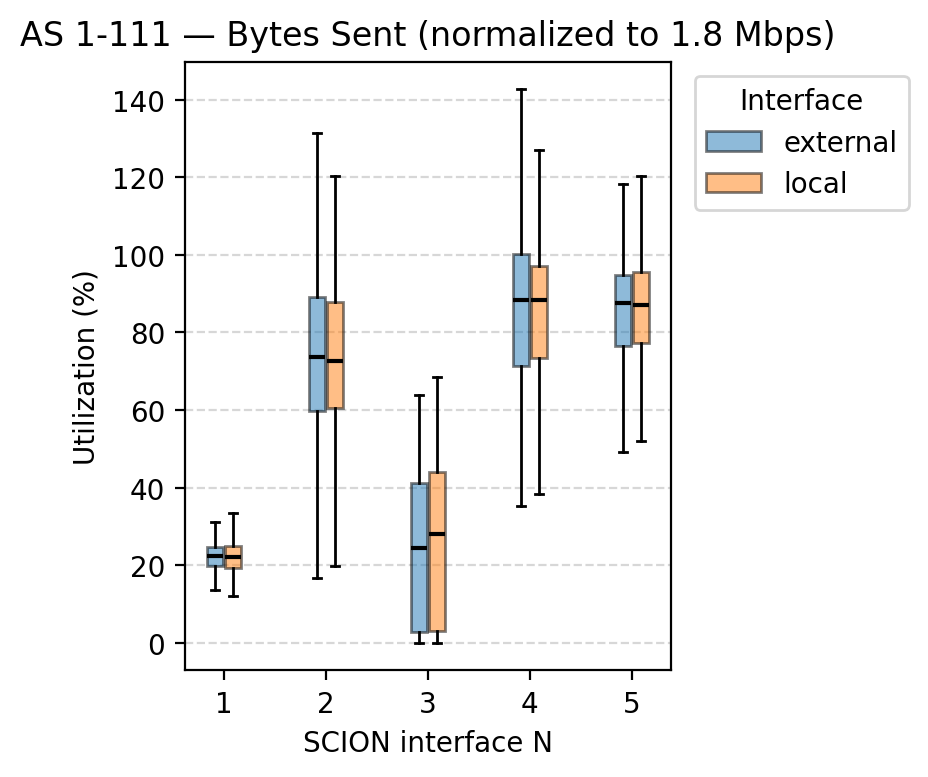 AS 1-111 — Bytes Sent (normalized to 1.8 Mbps)
Interface
external
local
Utilization (%)
140
120
100
80
60
40
20
0
1 2 3 4 5
SCION interface N